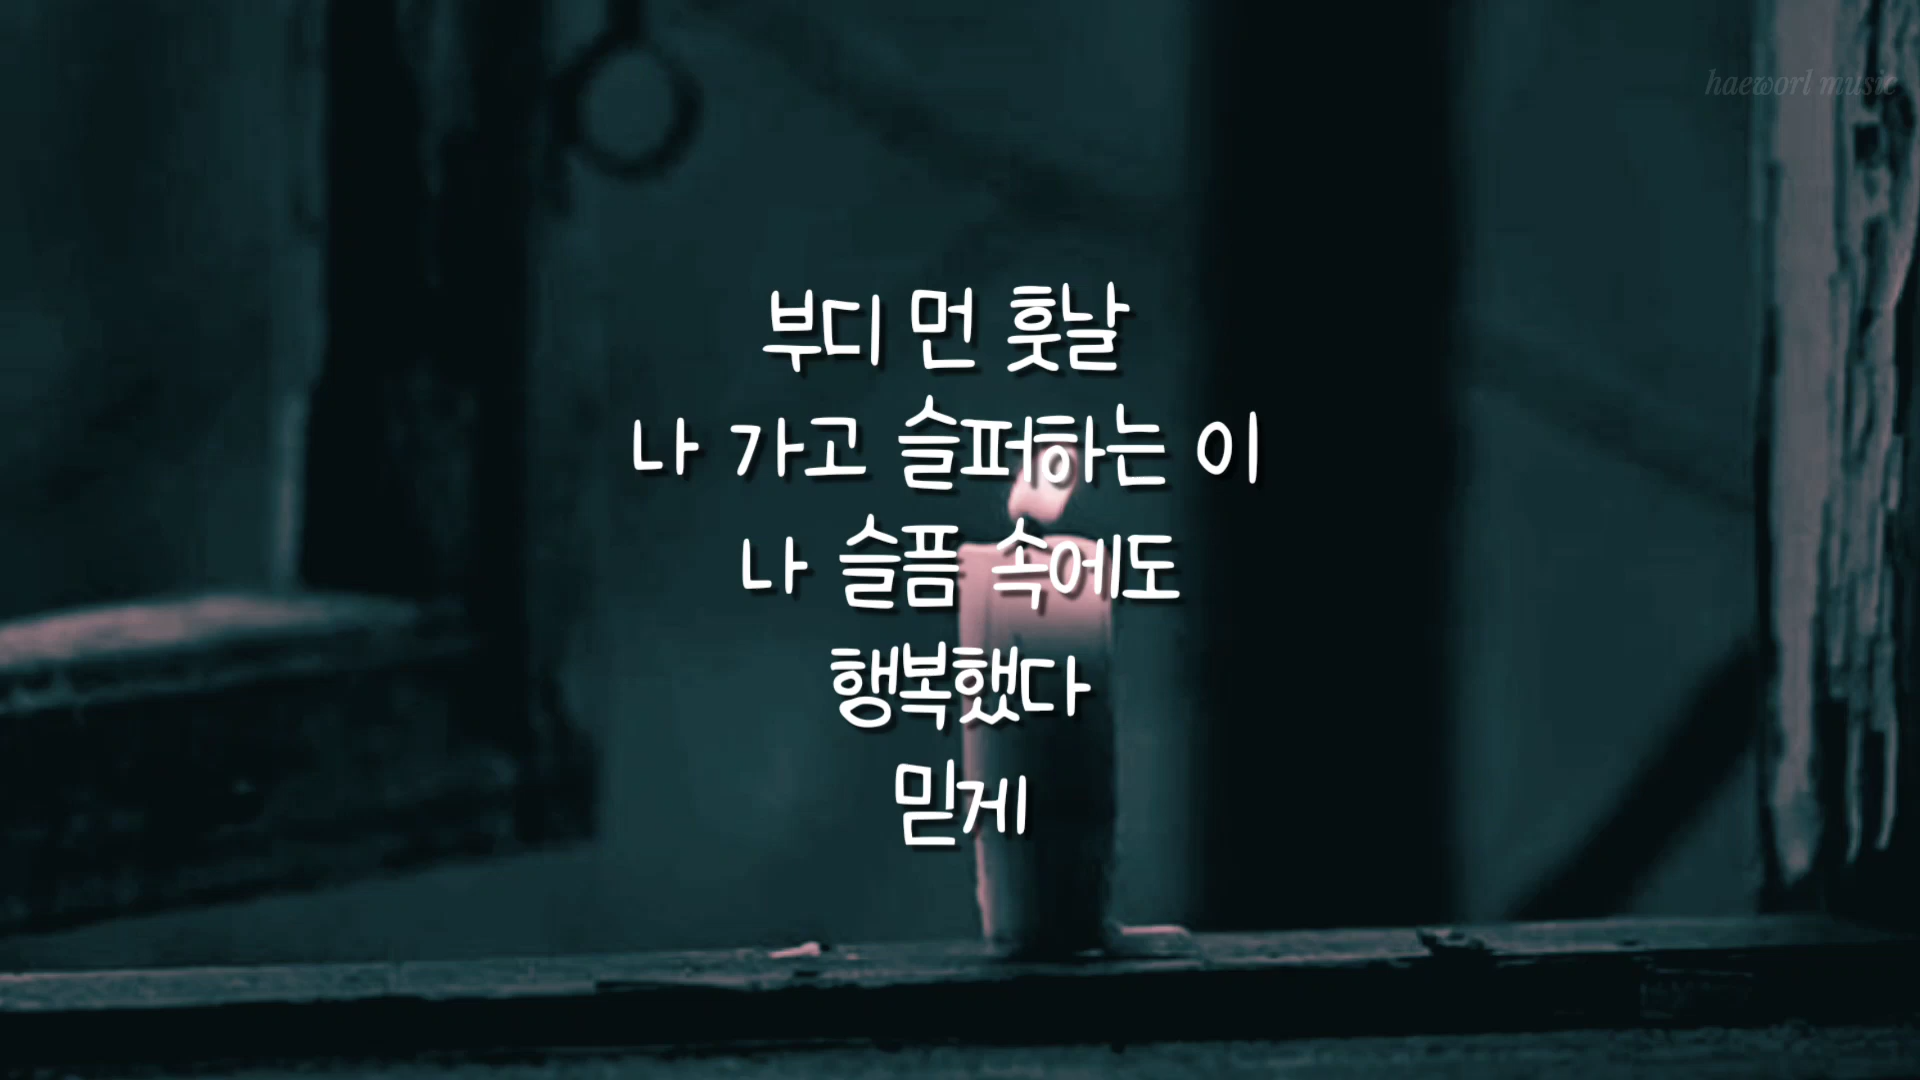 haeworl music
부디 먼 훗날
나 가고 슬퍼하는 이
나 슬픔 속에도
행복했다
믿게